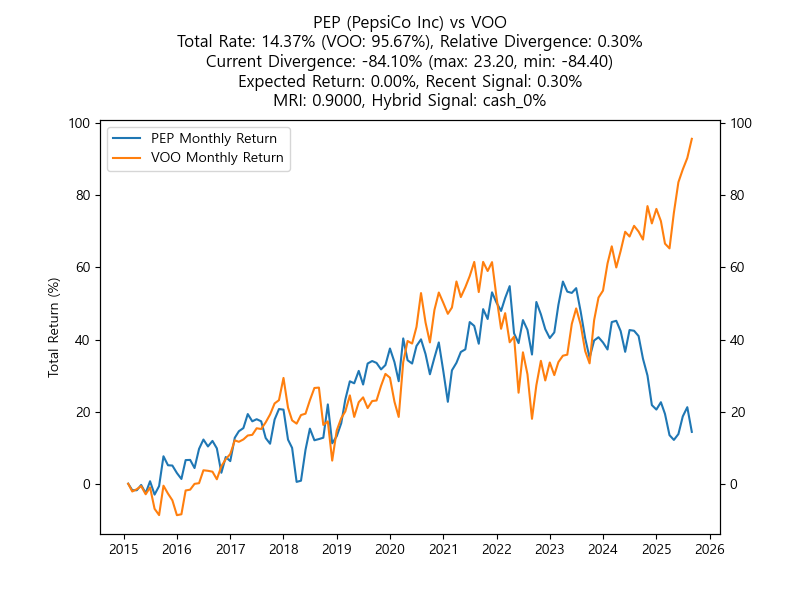 PEP (PepsiCo Inc) vs VOO
Total Rate: 14.37% (VOO: 95.67%), Relative Divergence: 0.30%
Current Divergence: -84.10% (max: 23.20, min: -84.40)
Expected Return: 0.00%, Recent Signal: 0.30%
MRI: 0.9000, Hybrid Signal: cash_0%
PEP Monthly Return
VOO Monthly Return
Total Return (%)
100
80
60
40
20
0
100
80
60
40
20
0
2015 2016 2017 2018 2019 2020 2021 2022 2023 2024 2025 2026